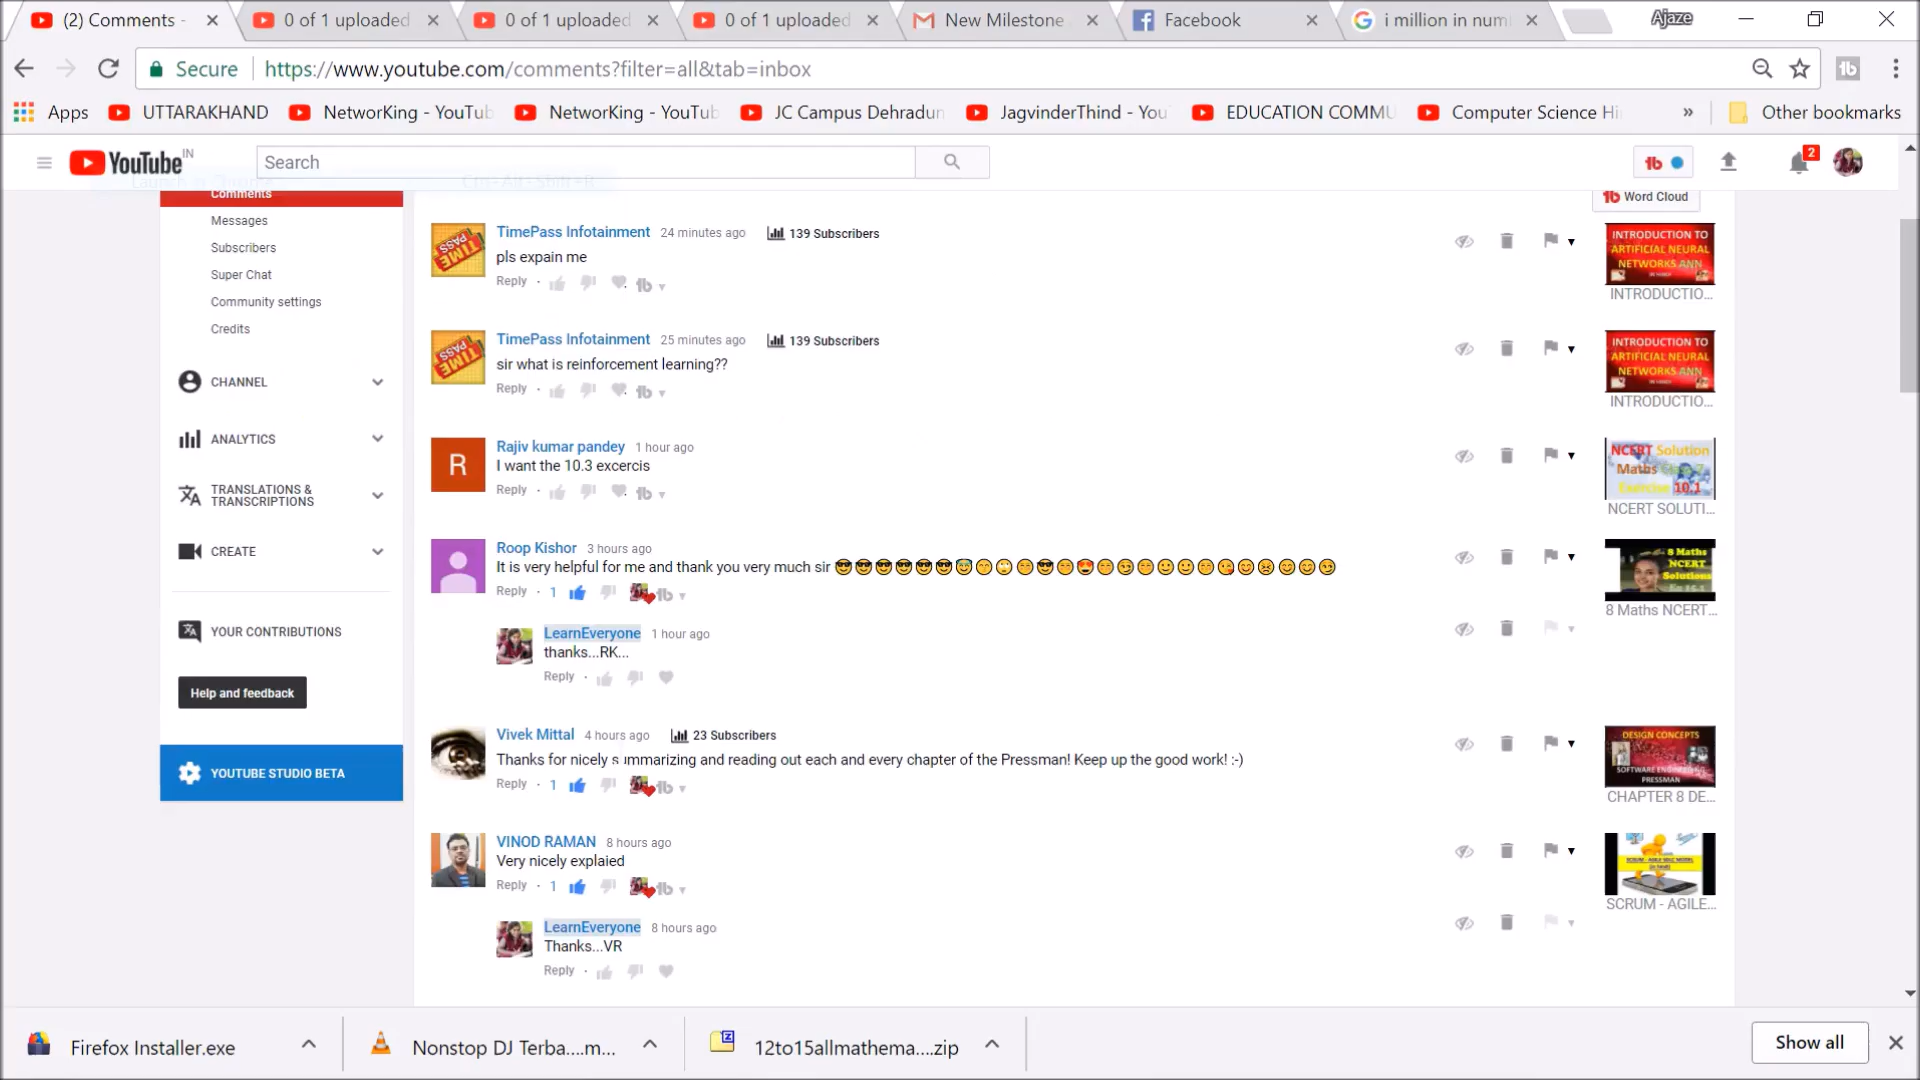 (2) Comments -
0 of 1 uploaded
0 of 1 uploaded
0 of 1 uploaded
New Milestone
Facebook
i million in num
Ajaze
Secure
https://www.youtube.com/comments?filter=all&tab=inbox
Apps
UTTARAKHAND
NetworKing - YouTub
NetworKing - YouTub
JC Campus Dehradun
JagvinderThind - You
EDUCATION COMMU
Computer Science Hi
»
Other bookmarks
YouTube IN
Search
2
Comments
Messages
Subscribers
Super Chat
Community settings
Credits
CHANNEL
ANALYTICS
TRANSLATIONS &
TRANSCRIPTIONS
CREATE
YOUR CONTRIBUTIONS
Help and feedback
YOUTUBE STUDIO BETA
Word Cloud
TimePass Infotainment 24 minutes ago 139 Subscribers
pls expain me
Reply
INTRODUCTION TO
ARTIFICIAL NEURAL
NETWORKS ANN
INTRODUCTIO...
TimePass Infotainment 25 minutes ago 139 Subscribers
sir what is reinforcement learning??
Reply
INTRODUCTION TO
ARTIFICIAL NEURAL
NETWORKS ANN
INTRODUCTIO...
R
Rajiv kumar pandey 1 hour ago
I want the 10.3 excercis
Reply
NCERT Solution
Maths Class 7
Exercise 10.1
NCERT SOLUTI...
Roop Kishor 3 hours ago
It is very helpful for me and thank you very much sir
Reply · 1
8 Maths
NCERT
Solutions
8 Maths NCERT...
LearnEveryone 1 hour ago
thanks...RK...
Reply
Vivek Mittal 4 hours ago 23 Subscribers
Thanks for nicely summarizing and reading out each and every chapter of the Pressman! Keep up the good work! :-)
Reply · 1
DESIGN CONCEPTS
SOFTWARE ENGINEERING
PRESSMAN
CHAPTER 8 DE...
VINOD RAMAN 8 hours ago
Very nicely explaied
Reply · 1
SCRUM - AGILE...
LearnEveryone 8 hours ago
Thanks...VR
Reply
Firefox Installer.exe
Nonstop DJ Terba....m...
12to15allmathema....zip
Show all